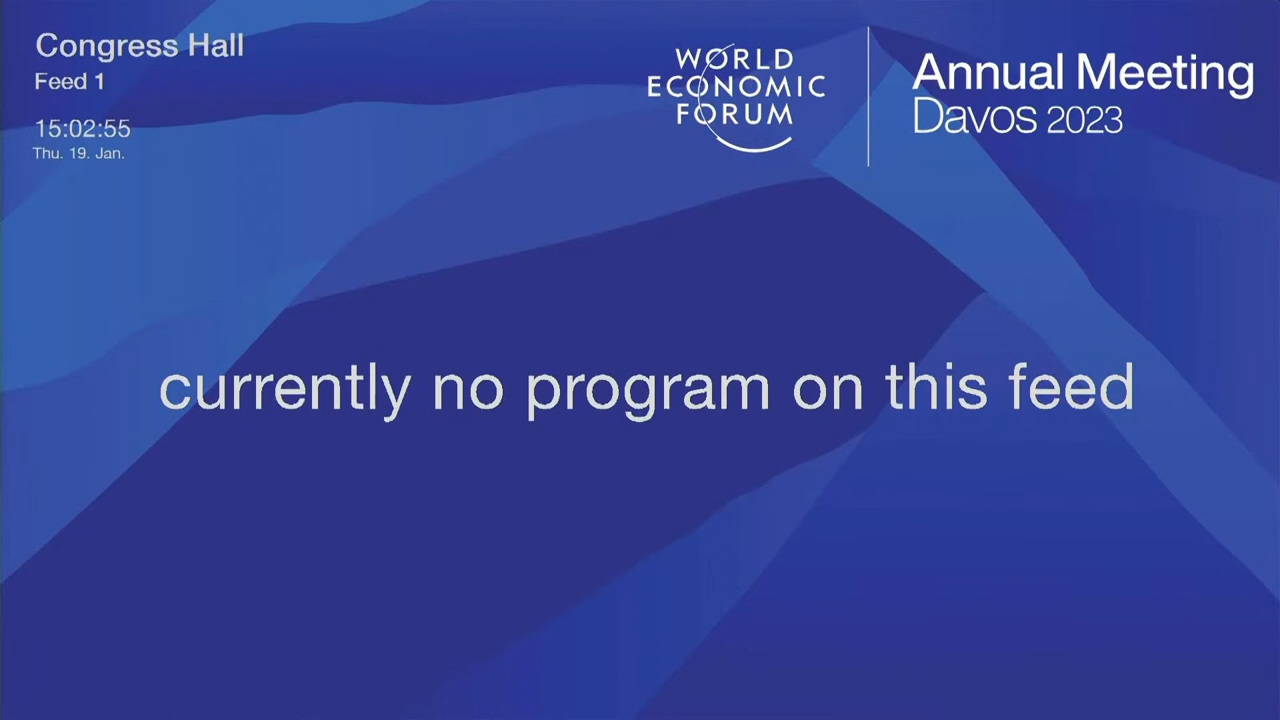 Congress Hall
Feed 1
15:02:55
Thu. 19. Jan.
WORLD
ECONOMIC
FORUM
Annual Meeting
Davos 2023
currently no program on this feed